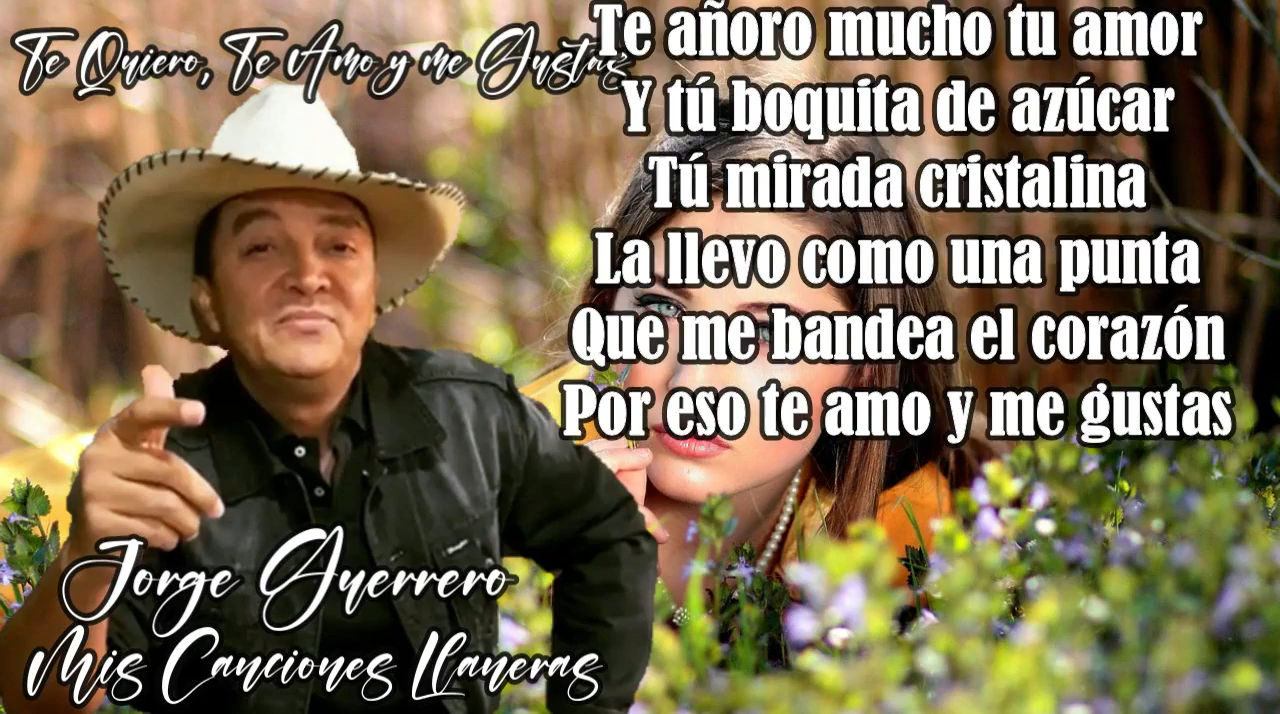 Te Quiero, Te Amo y me Gustas
Te añoro mucho tu amor
Y tú boquita de azúcar
Tú mirada cristalina
La llevo como una punta
Que me bandea el corazón
Por eso te amo y me gustas
Jorge Guerrero
Mis Canciones Llaneras